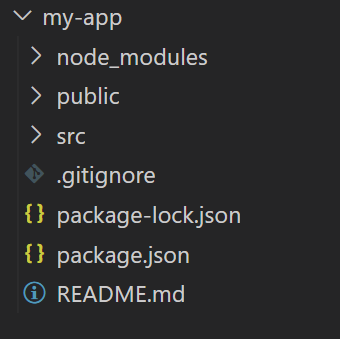 my-app
node_modules
public
src
.gitignore
package-lock.json
package.json
README.md